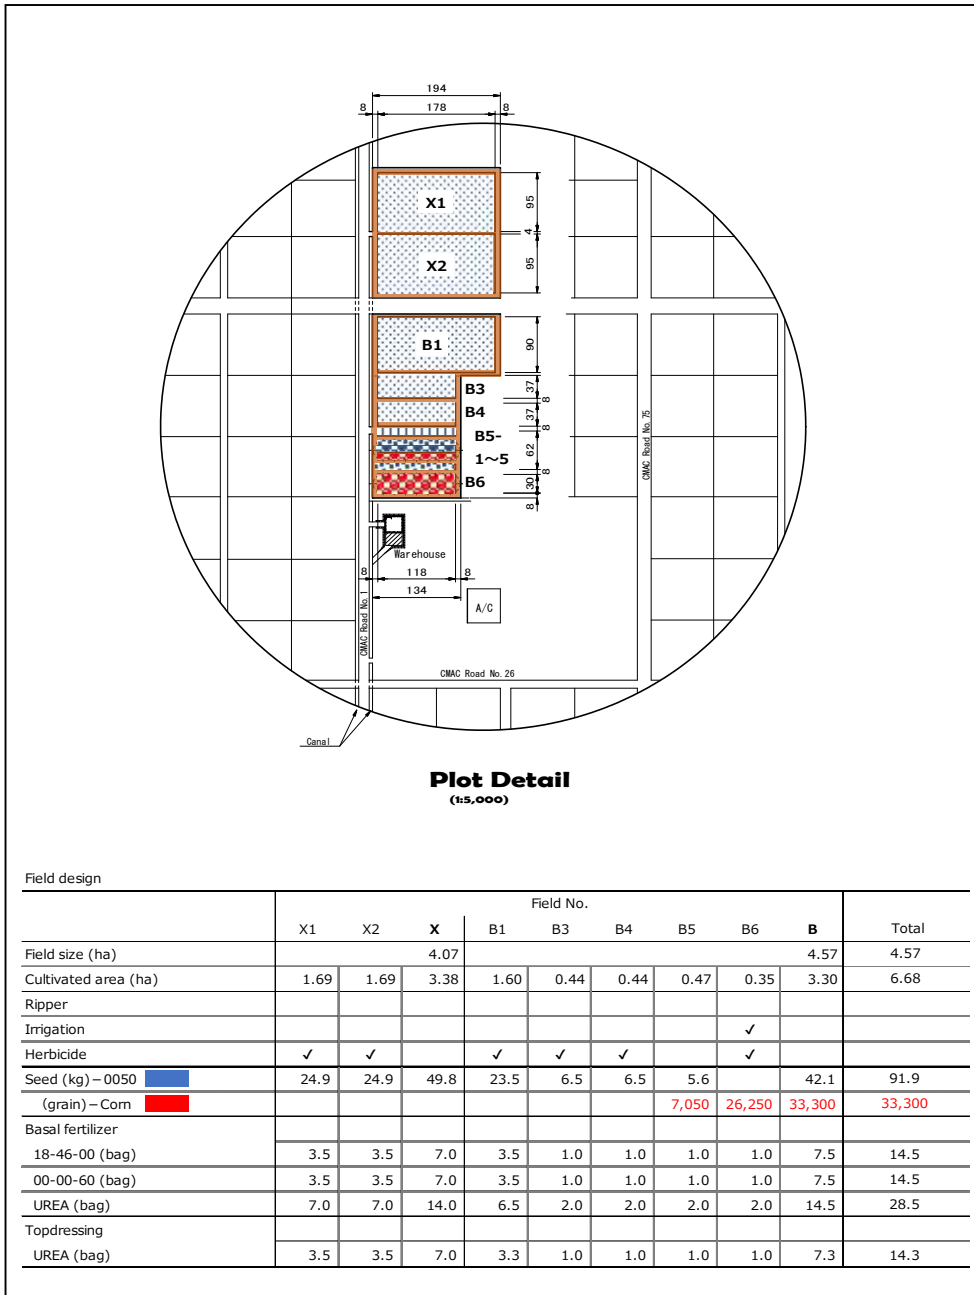 194
8 178 8
X1
95
4
X2
95
B1
90
B3
37
8
B4
37
8
B5-
1～5
62
8
B6
30
8
CMAC Road No.75
Warehouse
8 118 8
134
A/C
CMAC Road No.1
CMAC Road No.26
Canal
Plot Detail
(1:5,000)
Field design
Field No.
X1 X2 X B1 B3 B4 B5 B6 B Total
Field size (ha) 4.07 4.57 4.57
Cultivated area (ha) 1.69 1.69 3.38 1.60 0.44 0.44 0.47 0.35 3.30 6.68
Ripper
Irrigation ✓
Herbicide ✓ ✓ ✓ ✓ ✓ ✓
Seed (kg)－0050 24.9 24.9 49.8 23.5 6.5 6.5 5.6 42.1 91.9
(grain)－Corn 7,050 26,250 33,300 33,300
Basal fertilizer
18-46-00 (bag) 3.5 3.5 7.0 3.5 1.0 1.0 1.0 1.0 7.5 14.5
00-00-60 (bag) 3.5 3.5 7.0 3.5 1.0 1.0 1.0 1.0 7.5 14.5
UREA (bag) 7.0 7.0 14.0 6.5 2.0 2.0 2.0 2.0 14.5 28.5
Topdressing
UREA (bag) 3.5 3.5 7.0 3.3 1.0 1.0 1.0 1.0 7.3 14.3